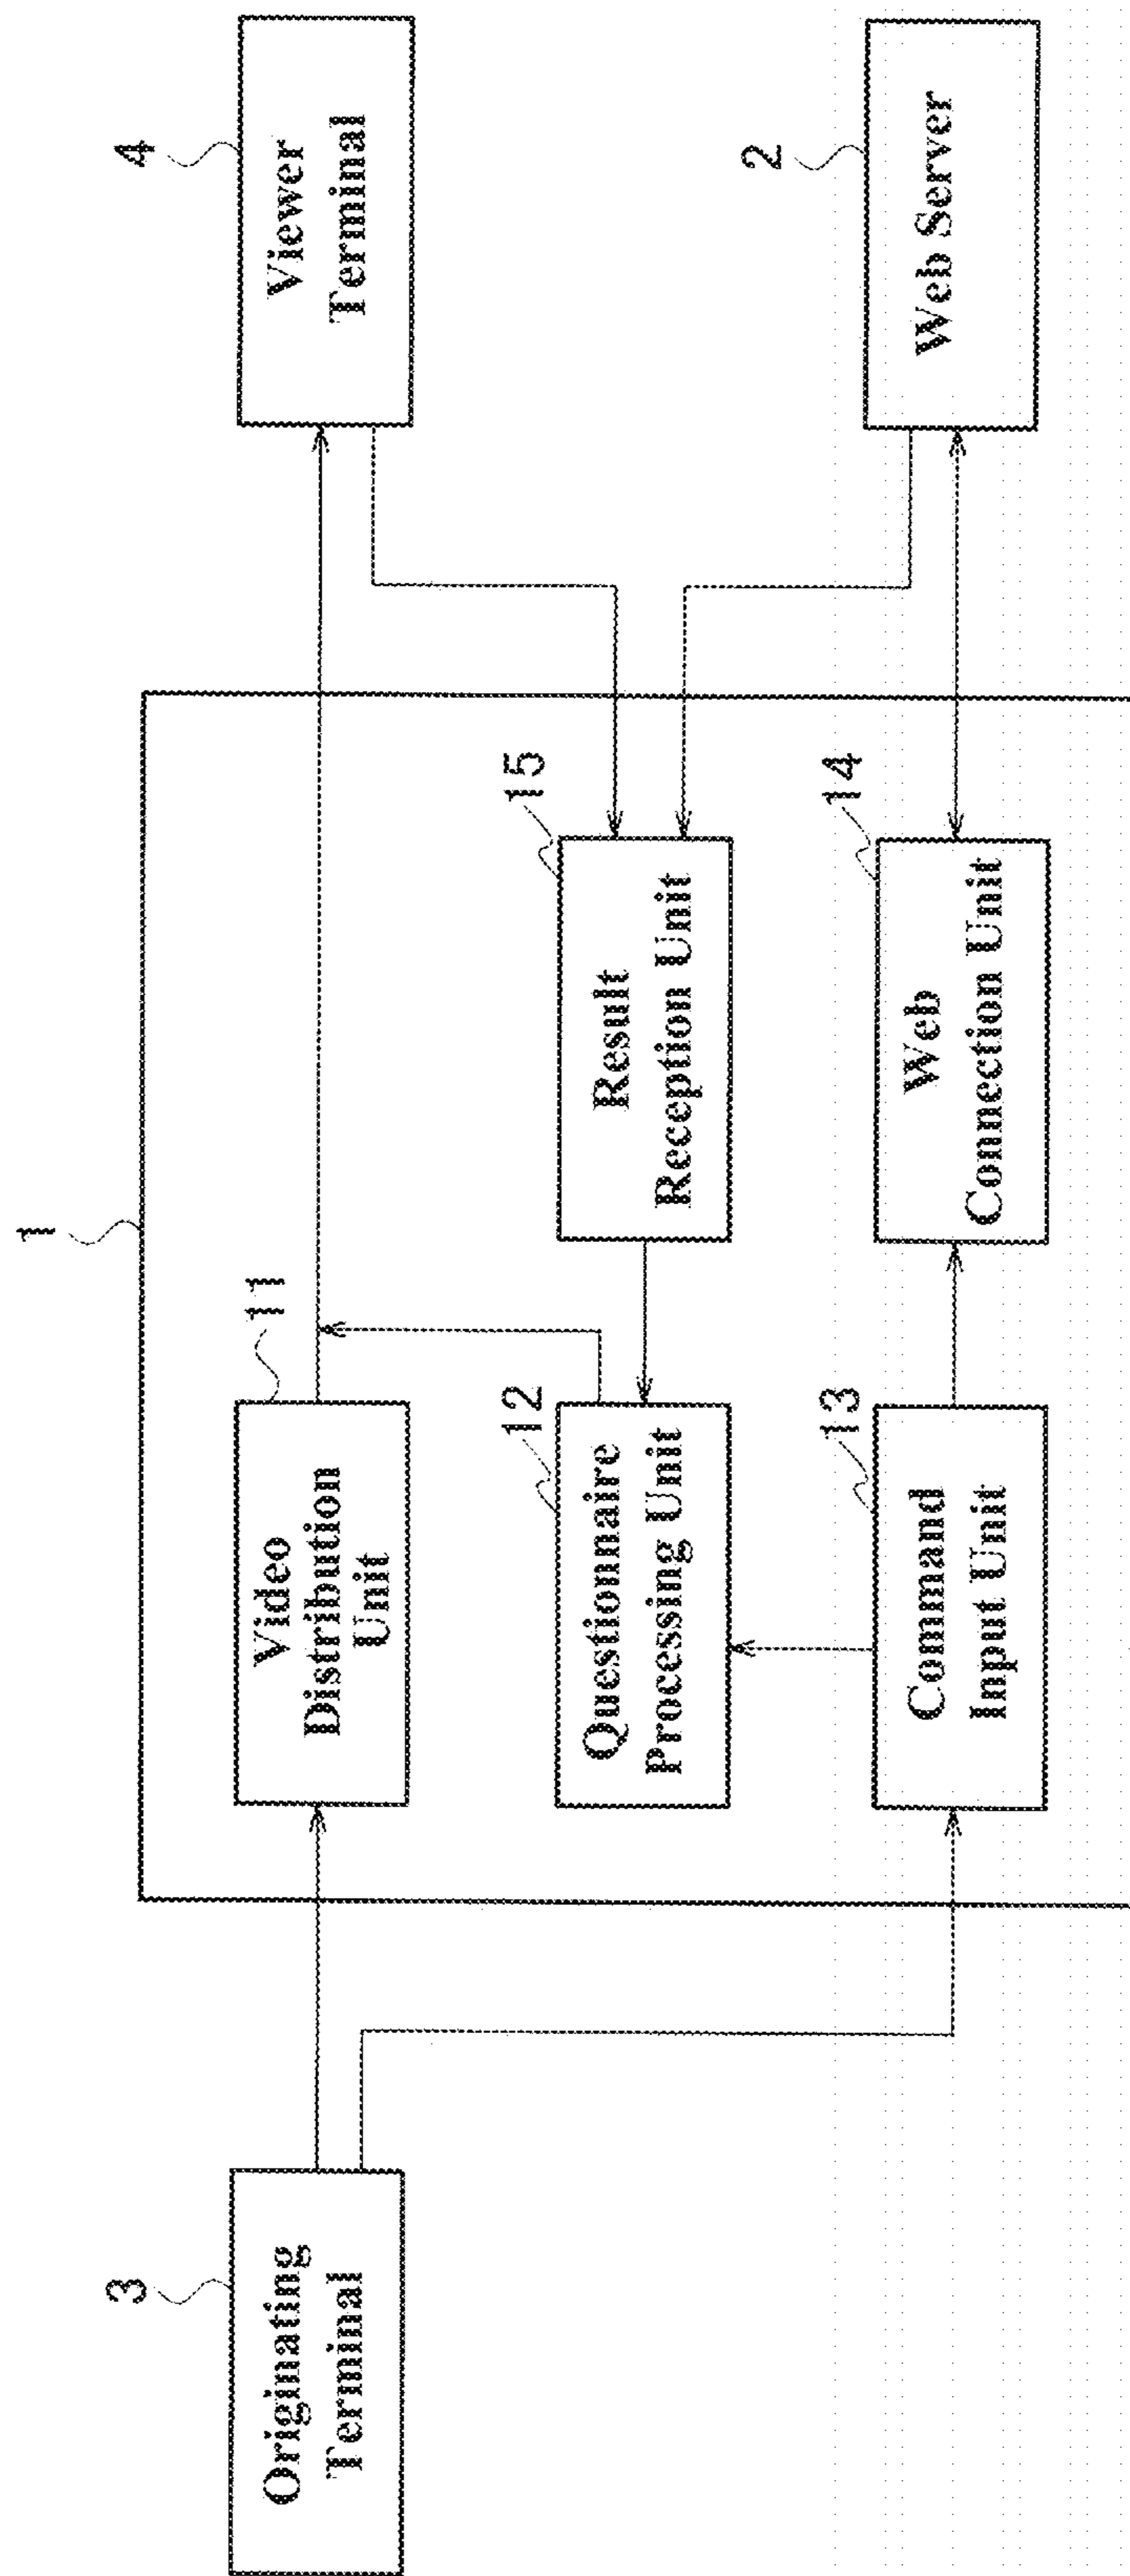 1
3
Originating
Terminal
11
Video
Distribution
Unit
12
Questionnaire
Processing Unit
13
Command
Input Unit
15
Result
Reception Unit
14
Web
Connection Unit
4
Viewer
Terminal
2
Web Server